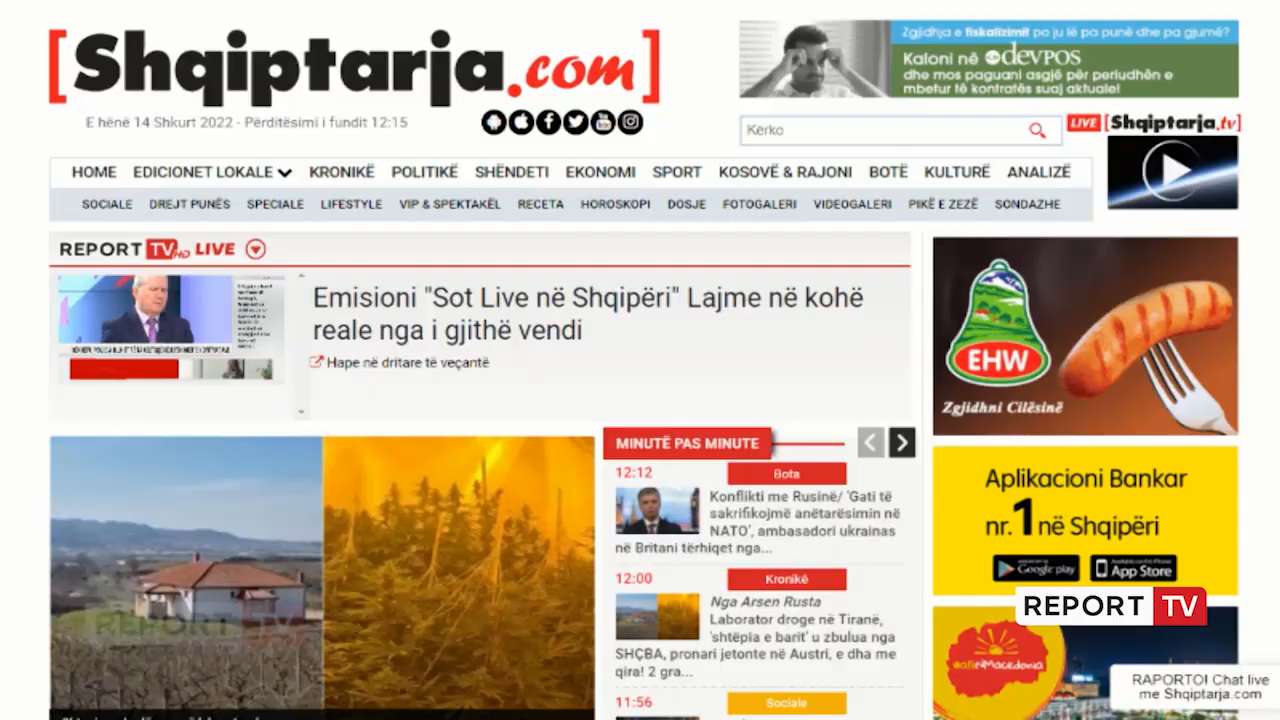 [Shqiptarja.com]
E hënë 14 Shkurt 2022 - Përditësimi i fundit 12:15
Zgjidhja e fiskalizimit po ju lë pa punë dhe pa gjumë?
Kaloni në devPOS
dhe mos paguani asgjë për periudhën e
mbetur të kontratës suaj aktuale!
Kërko
LIVE [Shqiptarja.tv]
HOME EDICIONET LOKALE KRONIKË POLITIKË SHËNDETI EKONOMI SPORT KOSOVË & RAJONI BOTË KULTURË ANALIZË
SOCIALE DREJT PUNËS SPECIALE LIFESTYLE VIP & SPEKTAKËL RECETA HOROSKOPI DOSJE FOTOGALERI VIDEOGALERI PIKË E ZEZË SONDAZHE
REPORT TV HD LIVE
Emisioni "Sot Live në Shqipëri" Lajme në kohë
reale nga i gjithë vendi
Hape në dritare të veçantë
EHW
Zgjidhni Cilësinë
MINUTË PAS MINUTE
12:12 Bota
Konflikti me Rusinë/ 'Gati të
sakrifikojmë anëtarësimin në
NATO', ambasadori ukrainas
në Britani tërhiqet nga...
12:00 Kronikë
Nga Arsen Rusta
Laborator droge në Tiranë,
'shtëpia e barit' u zbulua nga
SHÇBA, pronari jetonte në Austri, e dha me
qira! 2 gra...
11:56 Sociale
Aplikacioni Bankar
nr.1 në Shqipëri
Google play
App Store
REPORT TV
REPORT TV
RAPORTO! Chat live
me Shqiptarja.com